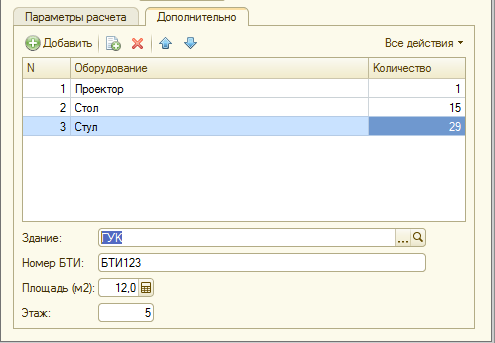 Параметры расчета Дополнительно
Добавить Все действия
N Оборудование Количество
1 Проектор 1
2 Стол 15
3 Стул 29
Здание: ГУК ...
Номер БТИ: БТИ123
Площадь (м2): 12,0
Этаж: 5